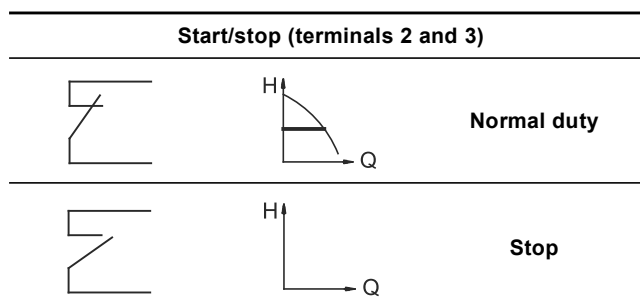 Start/stop (terminals 2 and 3)
H
Q
Normal duty
H
Q
Stop